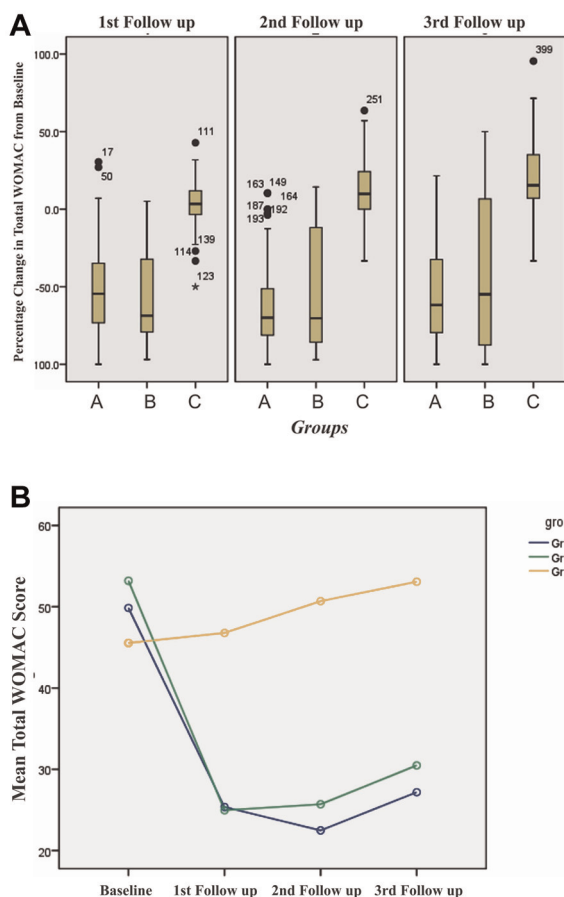 A
1st Follow up
2nd Follow up
3rd Follow up
Percentage Change in Toatal WOMAC from Baseline
100.0
50.0
0.0
-50.0
100.0
17
50
111
139
114
123
163
149
164
187
192
193
251
399
A
B
C
A
B
C
A
B
C
Groups
B
Mean Total WOMAC Score
60
50
40
30
20
gro
Gr
Gr
Gr
Baseline
1st Follow up
2nd Follow up
3rd Follow up